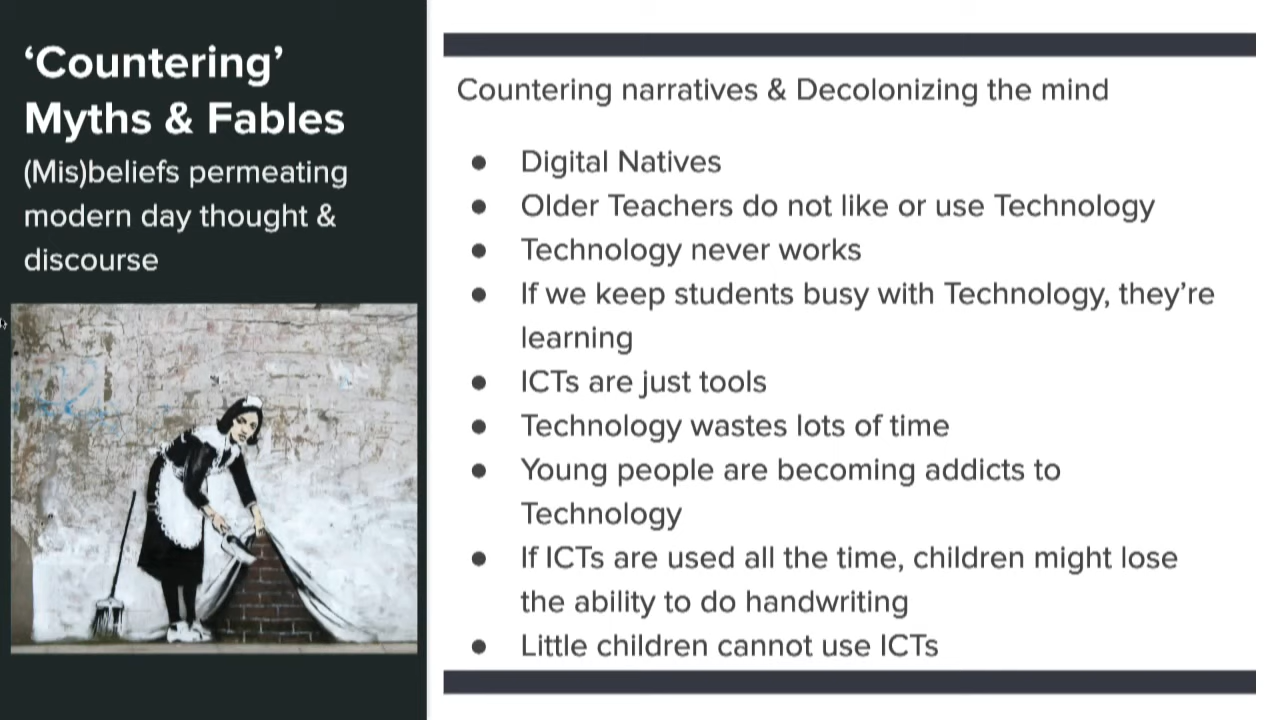 ‘Countering’
Myths & Fables
(Mis)beliefs permeating
modern day thought &
discourse
Countering narratives & Decolonizing the mind
● Digital Natives
● Older Teachers do not like or use Technology
● Technology never works
● If we keep students busy with Technology, they’re
learning
● ICTs are just tools
● Technology wastes lots of time
● Young people are becoming addicts to
Technology
● If ICTs are used all the time, children might lose
the ability to do handwriting
● Little children cannot use ICTs